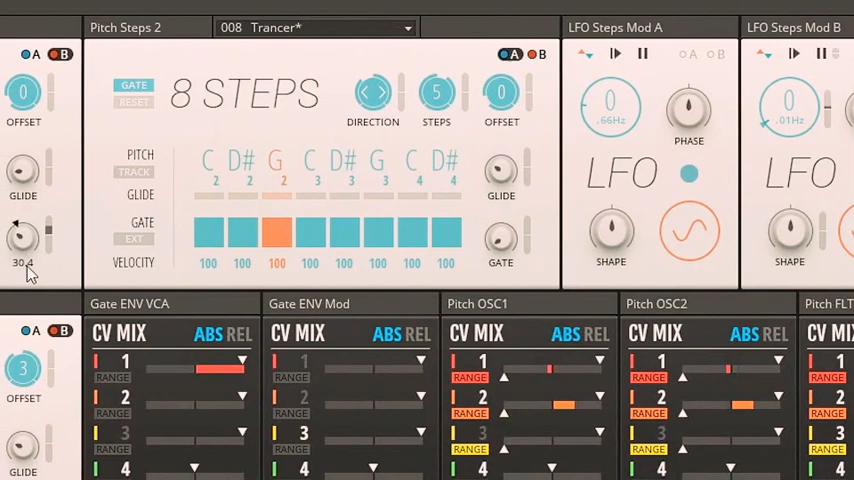 Pitch Steps 2
008 Trancer*
LFO Steps Mod A
LFO Steps Mod B
A B
A B
A B
0
OFFSET
GATE
RESET
8 STEPS
DIRECTION
5
STEPS
0
OFFSET
0
.66Hz
PHASE
0
.01Hz
GLIDE
PITCH
TRACK
C D# G C D# G C D#
2 2 2 3 3 3 4 4
GLIDE
GLIDE
LFO
LFO
30.4
GATE
EXT
VELOCITY
100 100 100 100 100 100 100 100
GATE
SHAPE
SHAPE
Gate ENV VCA
Gate ENV Mod
Pitch OSC1
Pitch OSC2
Pitch FLT
A B
CV MIX ABS REL
CV MIX ABS REL
CV MIX ABS REL
CV MIX ABS REL
CV MIX
3
OFFSET
1 1 1 1 1
RANGE RANGE RANGE RANGE RANGE
2 2 2 2 2
RANGE RANGE RANGE RANGE RANGE
3 3 3 3 3
RANGE RANGE RANGE RANGE RANGE
GLIDE
4 4 4 4 4